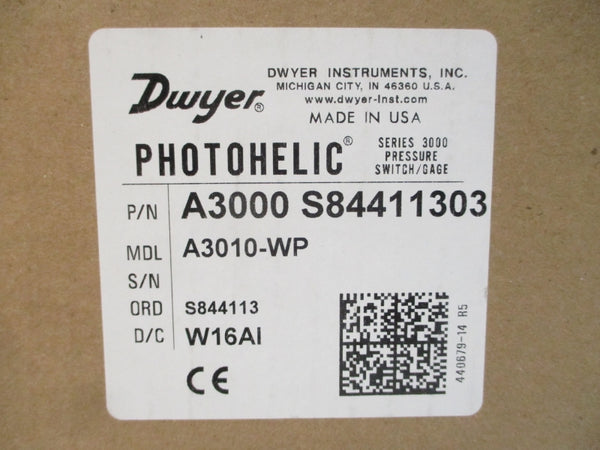 Dwyer®
DWYER INSTRUMENTS, INC.
MICHIGAN CITY, IN 46360 U.S.A.
www.dwyer-inst.com
MADE IN USA
PHOTOHELIC®
SERIES 3000
PRESSURE
SWITCH/GAGE
P/N A3000 S84411303
MDL A3010-WP
S/N
ORD S844113
D/C W16AI
CE
440679-14 R5